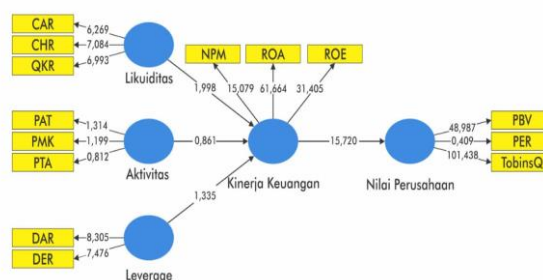 CAR
6,269
CHR
7,084
QKR
6,993
Likuiditas
NPM
ROA
ROE
1,998
15,079
61,664
31,405
PAT
1,314
PMK
1,199
PTA
0,812
Aktivitas
0,861
Kinerja Keuangan
15,720
Nilai Perusahaan
48,987
PBV
0,409
PER
101,438
TobinsQ
1,335
DAR
8,305
DER
7,476
Leverage